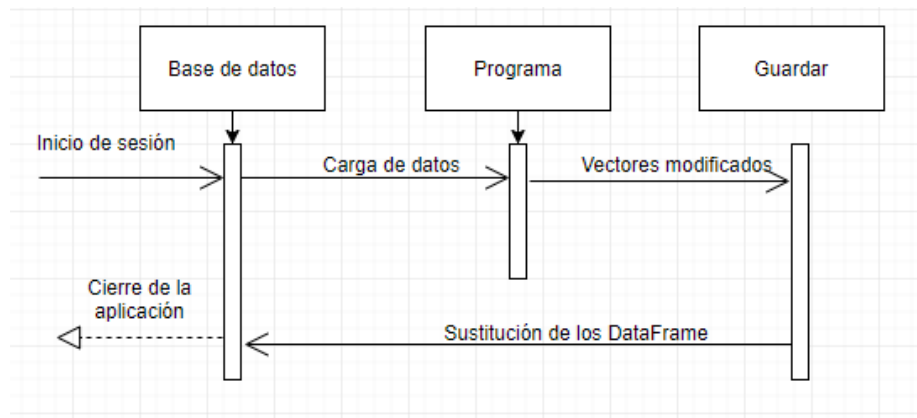 Base de datos
Programa
Guardar
Inicio de sesión
Carga de datos
Vectores modificados
Cierre de la
aplicación
Sustitución de los DataFrame